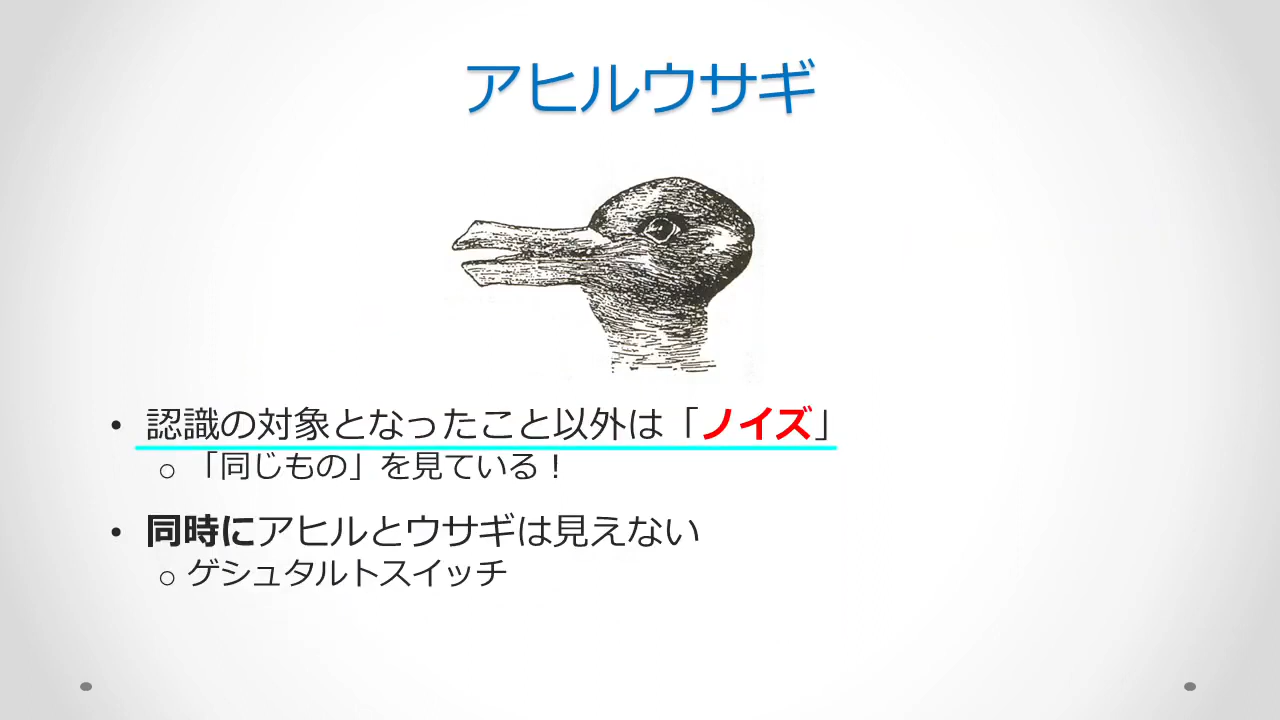 アヒルウサギ
• 認識の対象となったこと以外は「ノイズ」
o 「同じもの」を見ている！
• 同時にアヒルとウサギは見えない
o ゲシュタルトスイッチ